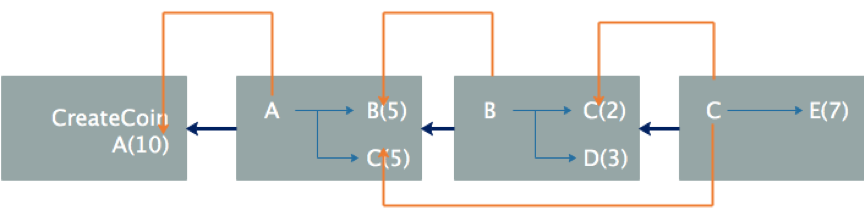 CreateCoin
A(10)
A
B(5)
C(5)
B
C(2)
D(3)
C
E(7)